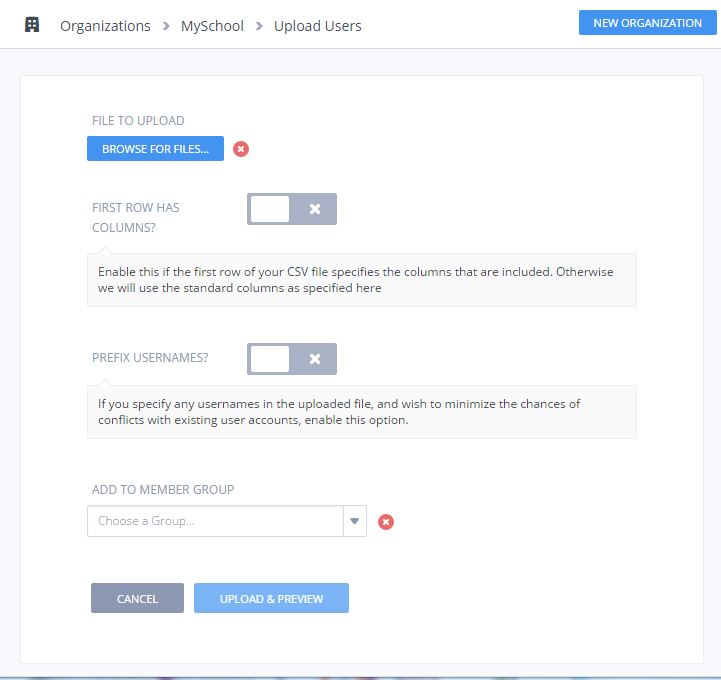 Organizations > MySchool > Upload Users
NEW ORGANIZATION
FILE TO UPLOAD
BROWSE FOR FILES...
FIRST ROW HAS
COLUMNS?
Enable this if the first row of your CSV file specifies the columns that are included. Otherwise
we will use the standard columns as specified here
PREFIX USERNAMES?
If you specify any usernames in the uploaded file, and wish to minimize the chances of
conflicts with existing user accounts, enable this option.
ADD TO MEMBER GROUP
Choose a Group...
CANCEL
UPLOAD & PREVIEW